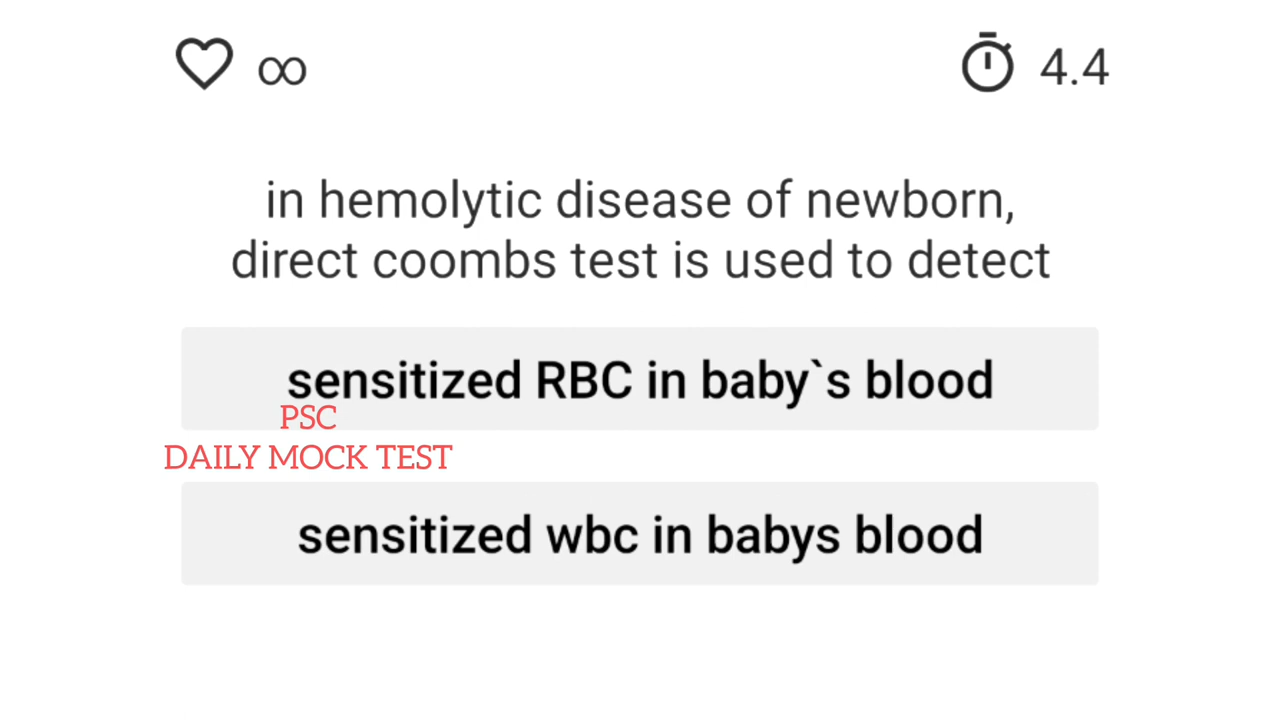 ∞
4.4
in hemolytic disease of newborn,
direct coombs test is used to detect
sensitized RBC in baby`s blood
PSC
DAILY MOCK TEST
sensitized wbc in babys blood